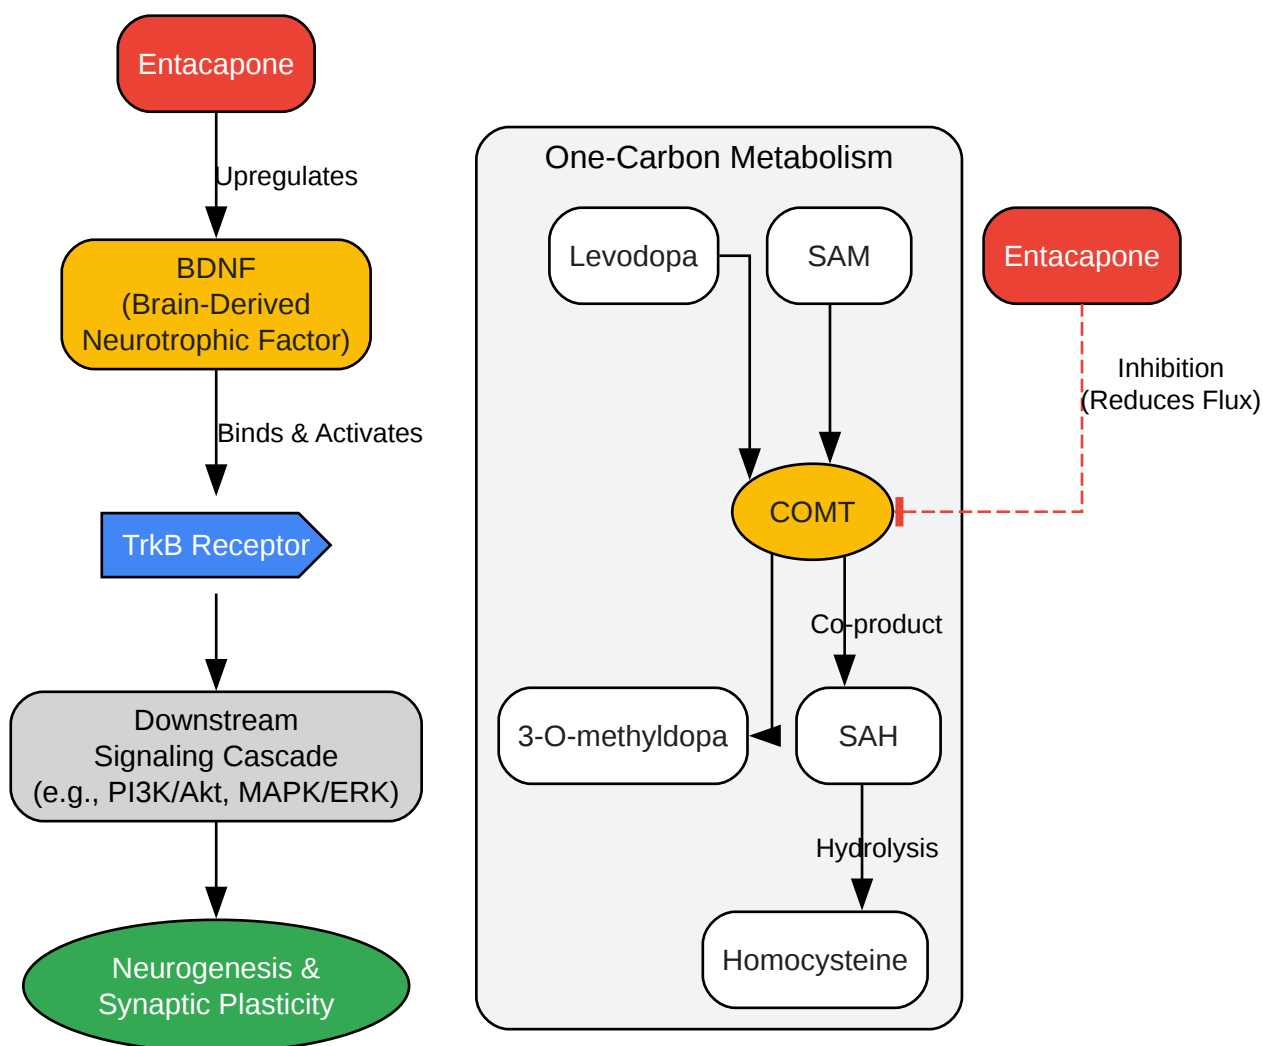 Entacapone
Upregulates
BDNF
(Brain-Derived
Neurotrophic Factor)
Binds & Activates
TrkB Receptor
Downstream
Signaling Cascade
(e.g., PI3K/Akt, MAPK/ERK)
Neurogenesis &
Synaptic Plasticity
One-Carbon Metabolism
Levodopa
SAM
Entacapone
Inhibition
(Reduces Flux)
COMT
Co-product
3-O-methyldopa
SAH
Hydrolysis
Homocysteine